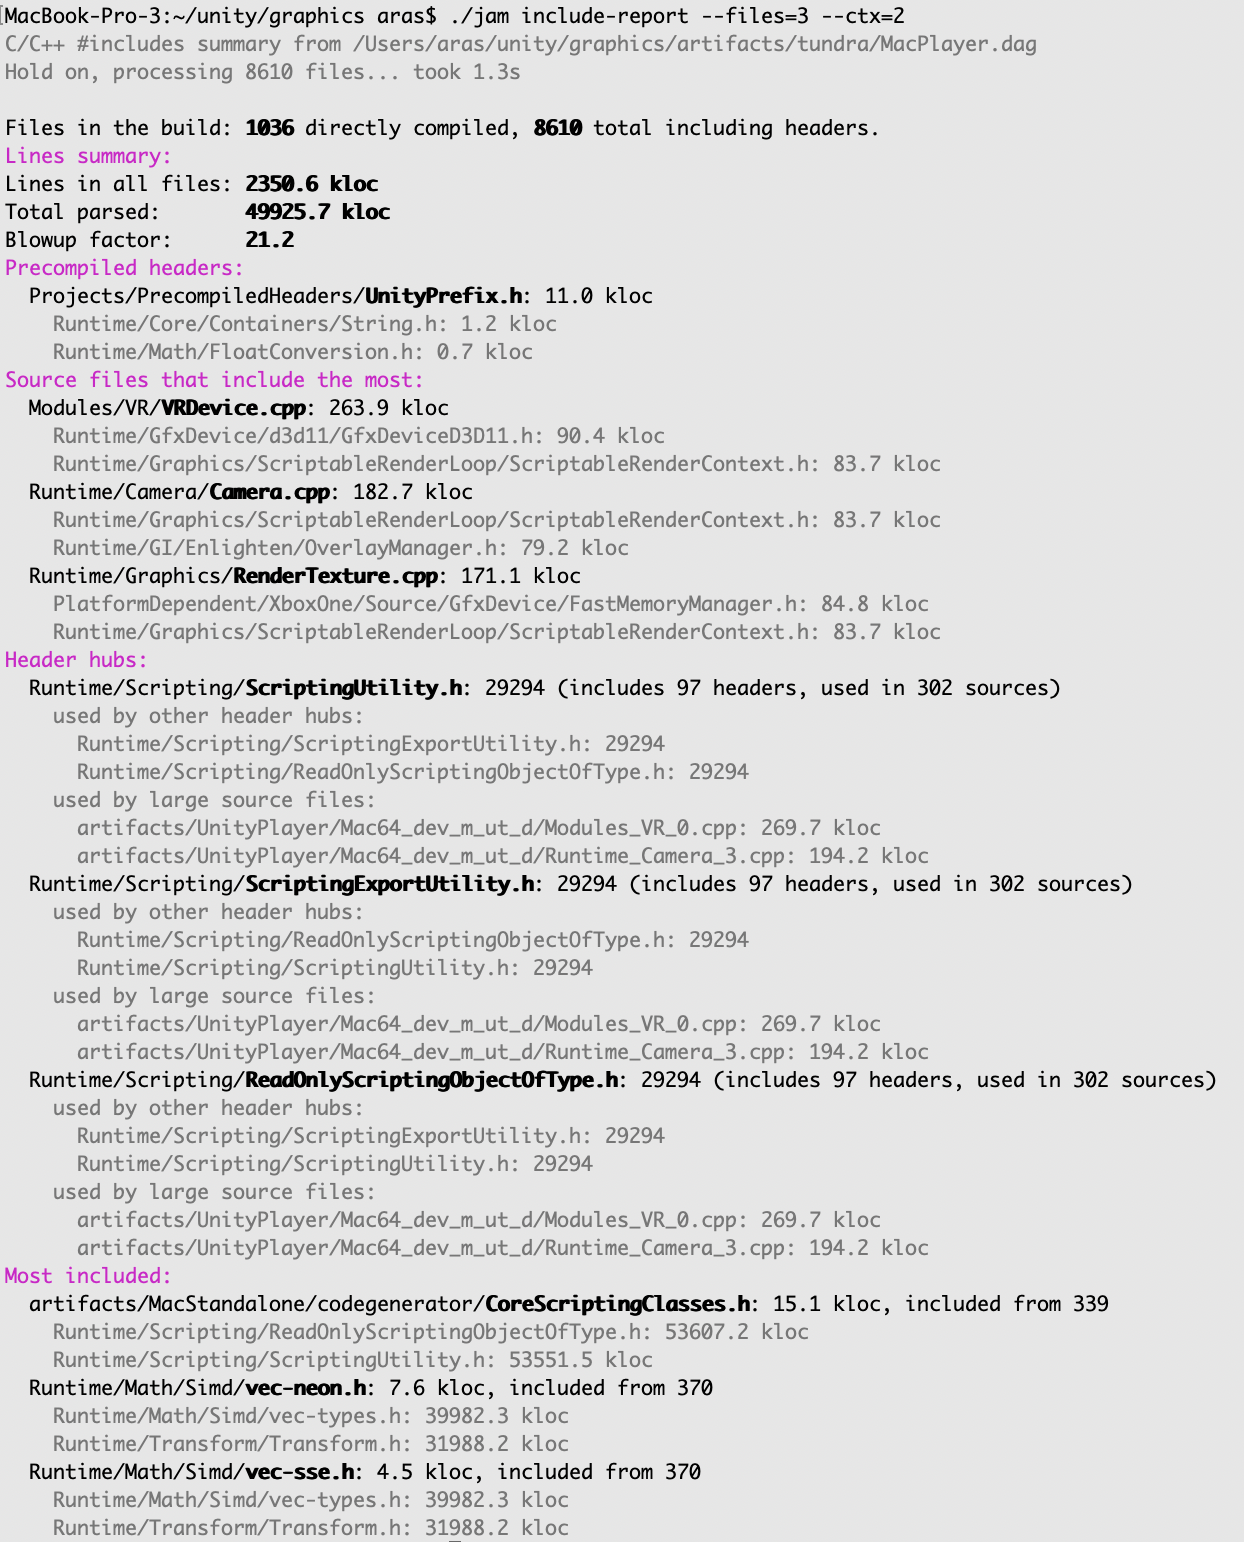 MacBook-Pro-3:~/unity/graphics aras$ ./jam include-report --files=3 --ctx=2
C/C++ #includes summary from /Users/aras/unity/graphics/artifacts/tundra/MacPlayer.dag
Hold on, processing 8610 files... took 1.3s

Files in the build: 1036 directly compiled, 8610 total including headers.
Lines summary:
Lines in all files: 2350.6 kloc
Total parsed:       49925.7 kloc
Blowup factor:      21.2
Precompiled headers:
  Projects/PrecompiledHeaders/UnityPrefix.h: 11.0 kloc
    Runtime/Core/Containers/String.h: 1.2 kloc
    Runtime/Math/FloatConversion.h: 0.7 kloc
Source files that include the most:
  Modules/VR/VRDevice.cpp: 263.9 kloc
    Runtime/GfxDevice/d3d11/GfxDeviceD3D11.h: 90.4 kloc
    Runtime/Graphics/ScriptableRenderLoop/ScriptableRenderContext.h: 83.7 kloc
  Runtime/Camera/Camera.cpp: 182.7 kloc
    Runtime/Graphics/ScriptableRenderLoop/ScriptableRenderContext.h: 83.7 kloc
    Runtime/GI/Enlighten/OverlayManager.h: 79.2 kloc
  Runtime/Graphics/RenderTexture.cpp: 171.1 kloc
    PlatformDependent/XboxOne/Source/GfxDevice/FastMemoryManager.h: 84.8 kloc
    Runtime/Graphics/ScriptableRenderLoop/ScriptableRenderContext.h: 83.7 kloc
Header hubs:
  Runtime/Scripting/ScriptingUtility.h: 29294 (includes 97 headers, used in 302 sources)
    used by other header hubs:
      Runtime/Scripting/ScriptingExportUtility.h: 29294
      Runtime/Scripting/ReadOnlyScriptingObjectOfType.h: 29294
    used by large source files:
      artifacts/UnityPlayer/Mac64_dev_m_ut_d/Modules_VR_0.cpp: 269.7 kloc
      artifacts/UnityPlayer/Mac64_dev_m_ut_d/Runtime_Camera_3.cpp: 194.2 kloc
  Runtime/Scripting/ScriptingExportUtility.h: 29294 (includes 97 headers, used in 302 sources)
    used by other header hubs:
      Runtime/Scripting/ReadOnlyScriptingObjectOfType.h: 29294
      Runtime/Scripting/ScriptingUtility.h: 29294
    used by large source files:
      artifacts/UnityPlayer/Mac64_dev_m_ut_d/Modules_VR_0.cpp: 269.7 kloc
      artifacts/UnityPlayer/Mac64_dev_m_ut_d/Runtime_Camera_3.cpp: 194.2 kloc
  Runtime/Scripting/ReadOnlyScriptingObjectOfType.h: 29294 (includes 97 headers, used in 302 sources)
    used by other header hubs:
      Runtime/Scripting/ScriptingExportUtility.h: 29294
      Runtime/Scripting/ScriptingUtility.h: 29294
    used by large source files:
      artifacts/UnityPlayer/Mac64_dev_m_ut_d/Modules_VR_0.cpp: 269.7 kloc
      artifacts/UnityPlayer/Mac64_dev_m_ut_d/Runtime_Camera_3.cpp: 194.2 kloc
Most included:
  artifacts/MacStandalone/codegenerator/CoreScriptingClasses.h: 15.1 kloc, included from 339
    Runtime/Scripting/ReadOnlyScriptingObjectOfType.h: 53607.2 kloc
    Runtime/Scripting/ScriptingUtility.h: 53551.5 kloc
  Runtime/Math/Simd/vec-neon.h: 7.6 kloc, included from 370
    Runtime/Math/Simd/vec-types.h: 39982.3 kloc
    Runtime/Transform/Transform.h: 31988.2 kloc
  Runtime/Math/Simd/vec-sse.h: 4.5 kloc, included from 370
    Runtime/Math/Simd/vec-types.h: 39982.3 kloc
    Runtime/Transform/Transform.h: 31988.2 kloc